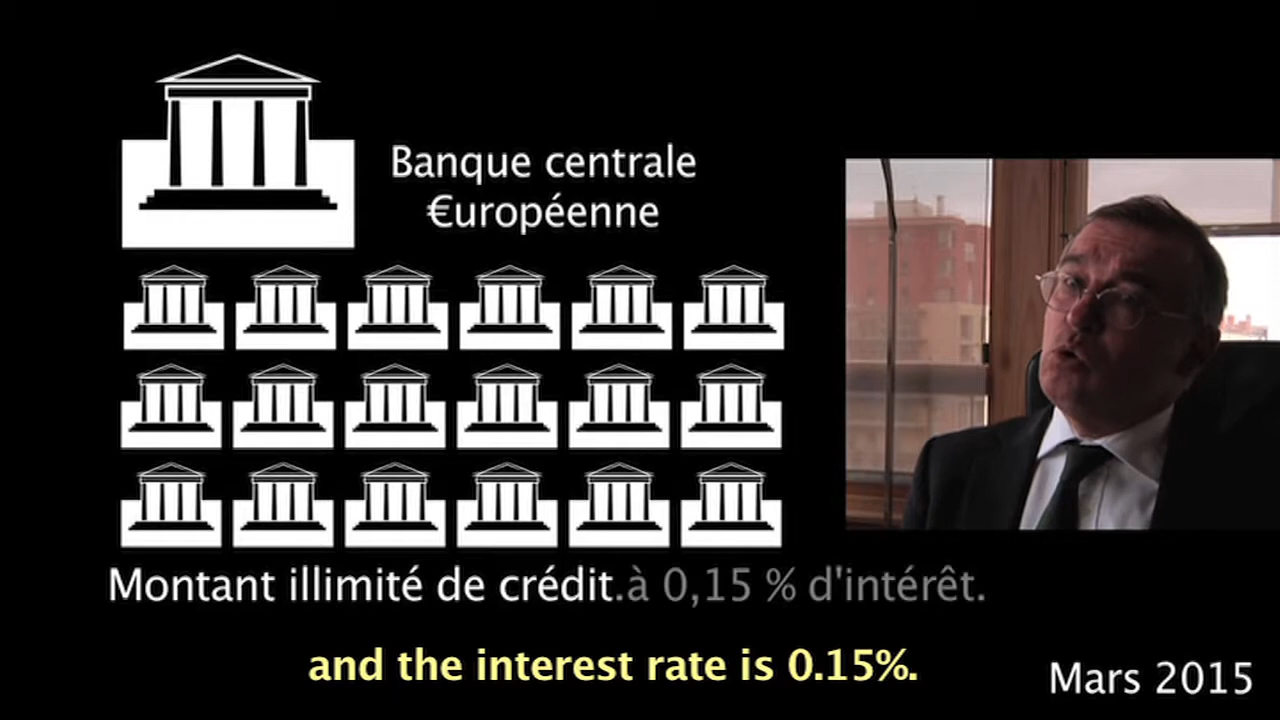 Banque centrale
€uropéenne
Montant illimité de crédit.à 0,15 % d'intérêt.
and the interest rate is 0.15%.
Mars 2015